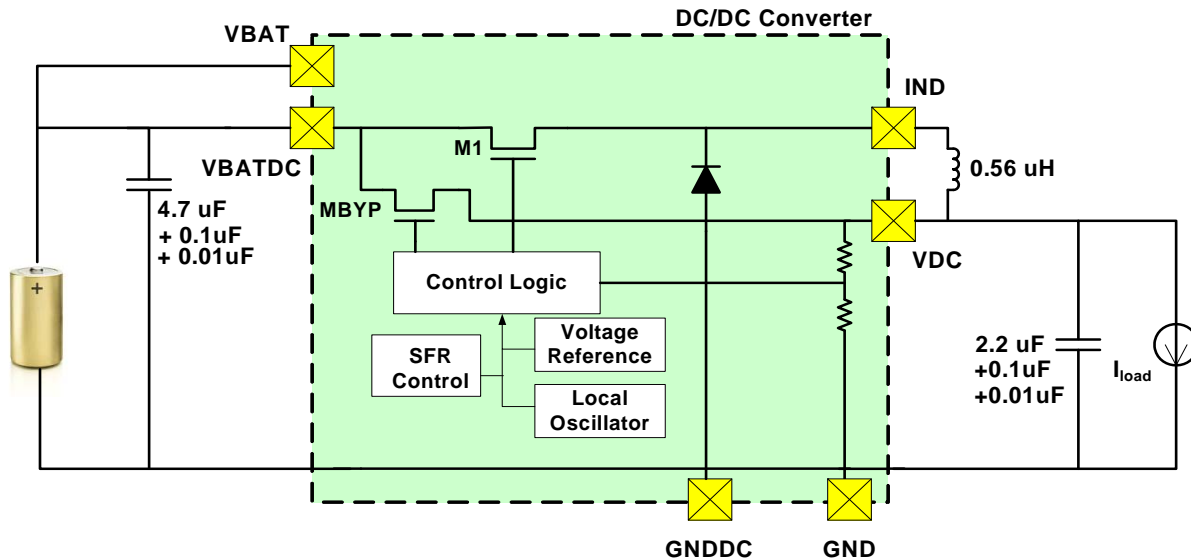 DC/DC Converter
VBAT
IND
VBATDC
M1
0.56 uH
4.7 uF
+ 0.1uF
+ 0.01uF
MBYP
VDC
+
Control Logic
Voltage
Reference
SFR
Control
Local
Oscillator
2.2 uF
+0.1uF
+0.01uF
Iload
GNDDC
GND